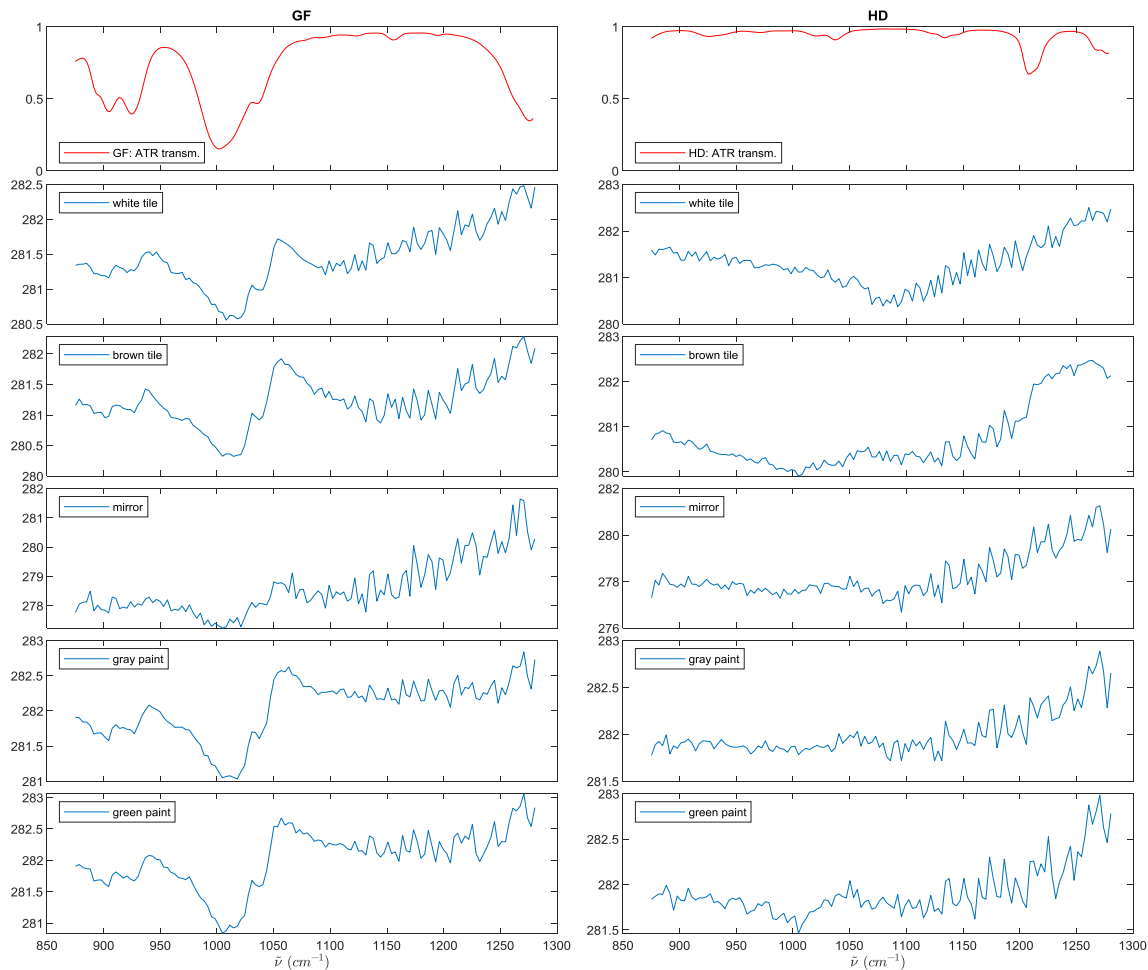 GF
HD
1
0.5
0
GF: ATR transm.
1
0.5
0
HD: ATR transm.
282.5
282
281.5
281
280.5
white tile
283
282
281
280
white tile
282
281.5
281
280.5
280
brown tile
283
282
281
280
brown tile
282
281
280
279
278
mirror
282
280
278
276
mirror
283
282.5
282
281.5
281
gray paint
283
282.5
282
281.5
gray paint
283
282.5
282
281.5
281
green paint
283
282.5
282
281.5
green paint
850 900 950 1000 1050 1100 1150 1200 1250 1300
850 900 950 1000 1050 1100 1150 1200 1250 1300
ν̃ (cm⁻¹)
ν̃ (cm⁻¹)